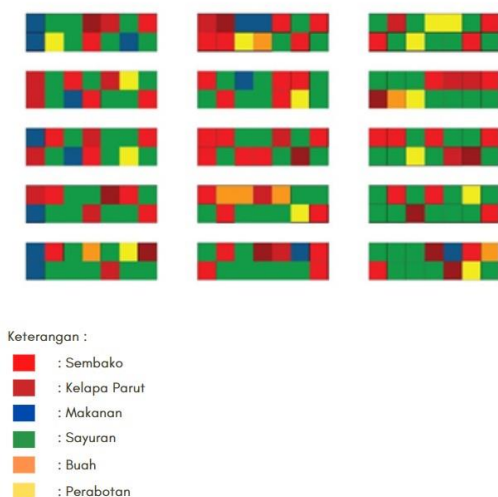 Keterangan :
: Sembako
: Kelapa Parut
: Makanan
: Sayuran
: Buah
: Perabotan